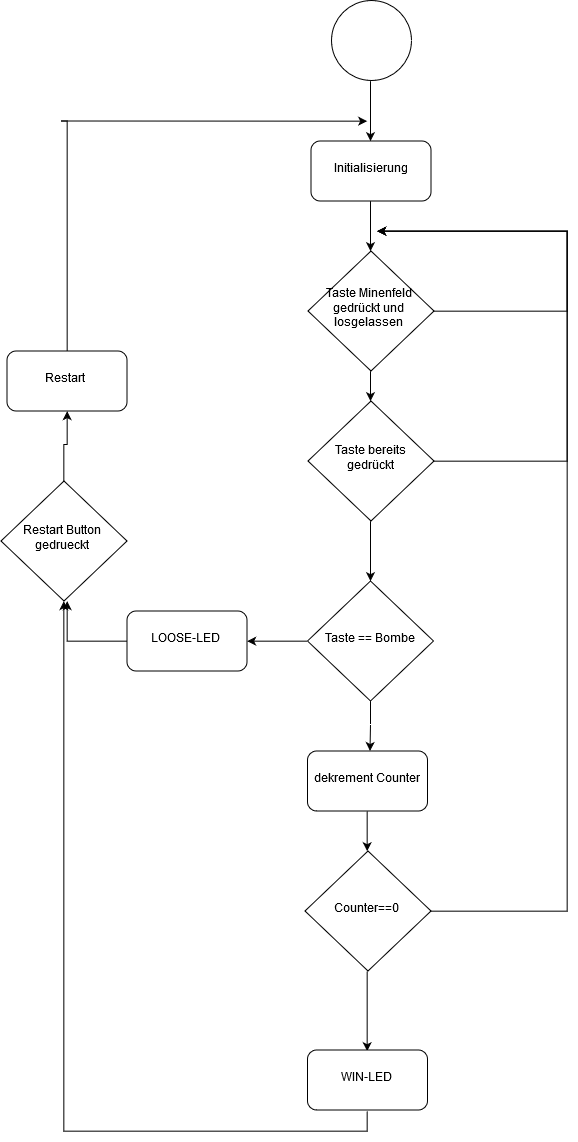 Initialisierung
Taste Minenfeld
gedrückt und
losgelassen
Restart
Taste bereits
gedrückt
Restart Button
gedrueckt
LOOSE-LED
Taste == Bombe
dekrement Counter
Counter==0
WIN-LED